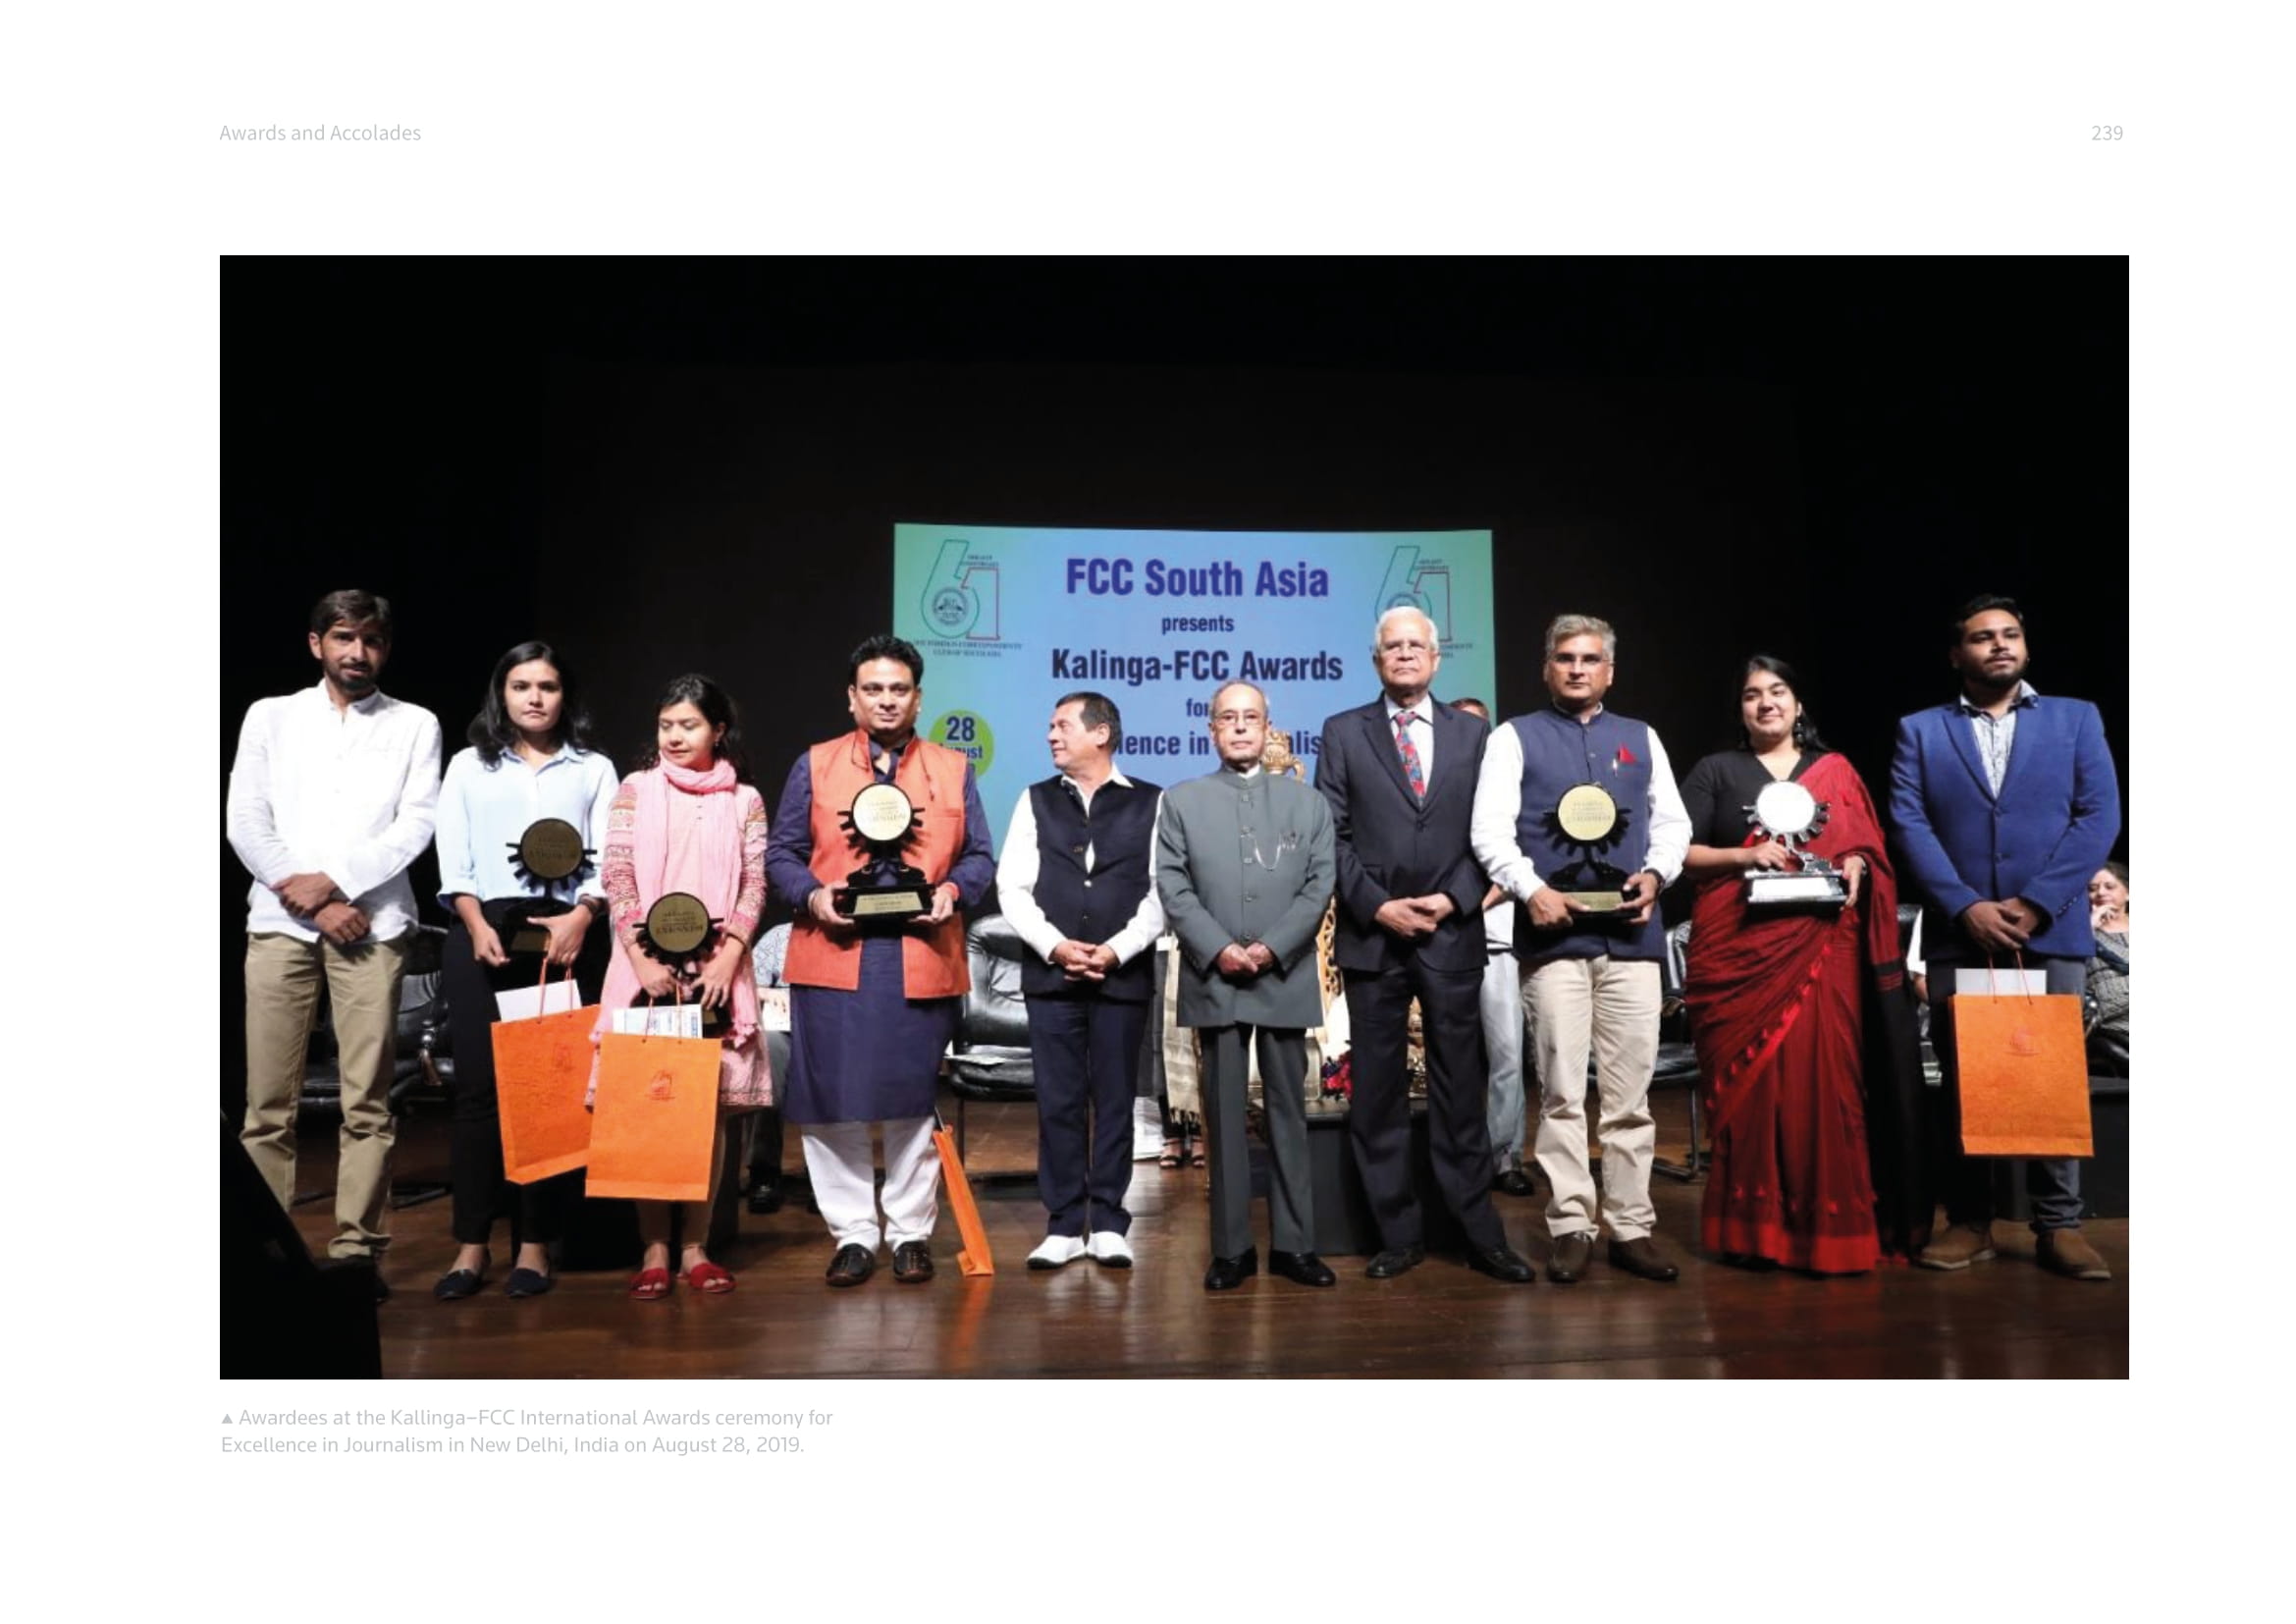 Awards and Accolades
239
FCC South Asia
presents
Kalinga-FCC Awards
for
28
▲ Awardees at the Kallinga–FCC International Awards ceremony for
Excellence in Journalism in New Delhi, India on August 28, 2019.